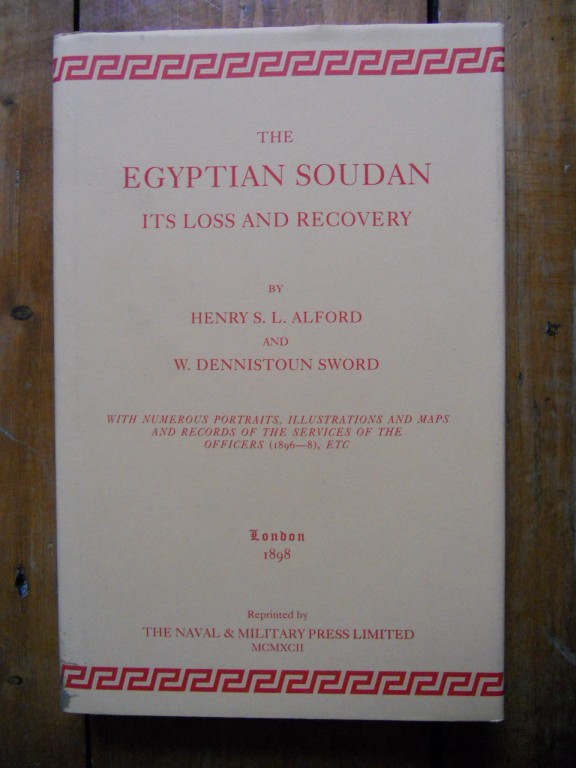 THE
EGYPTIAN SOUDAN
ITS LOSS AND RECOVERY
BY
HENRY S. L. ALFORD
AND
W. DENNISTOUN SWORD
WITH NUMEROUS PORTRAITS, ILLUSTRATIONS AND MAPS
AND RECORDS OF THE SERVICES OF THE
OFFICERS (1896—8), ETC
London
1898
Reprinted by
THE NAVAL & MILITARY PRESS LIMITED
MCMXCII